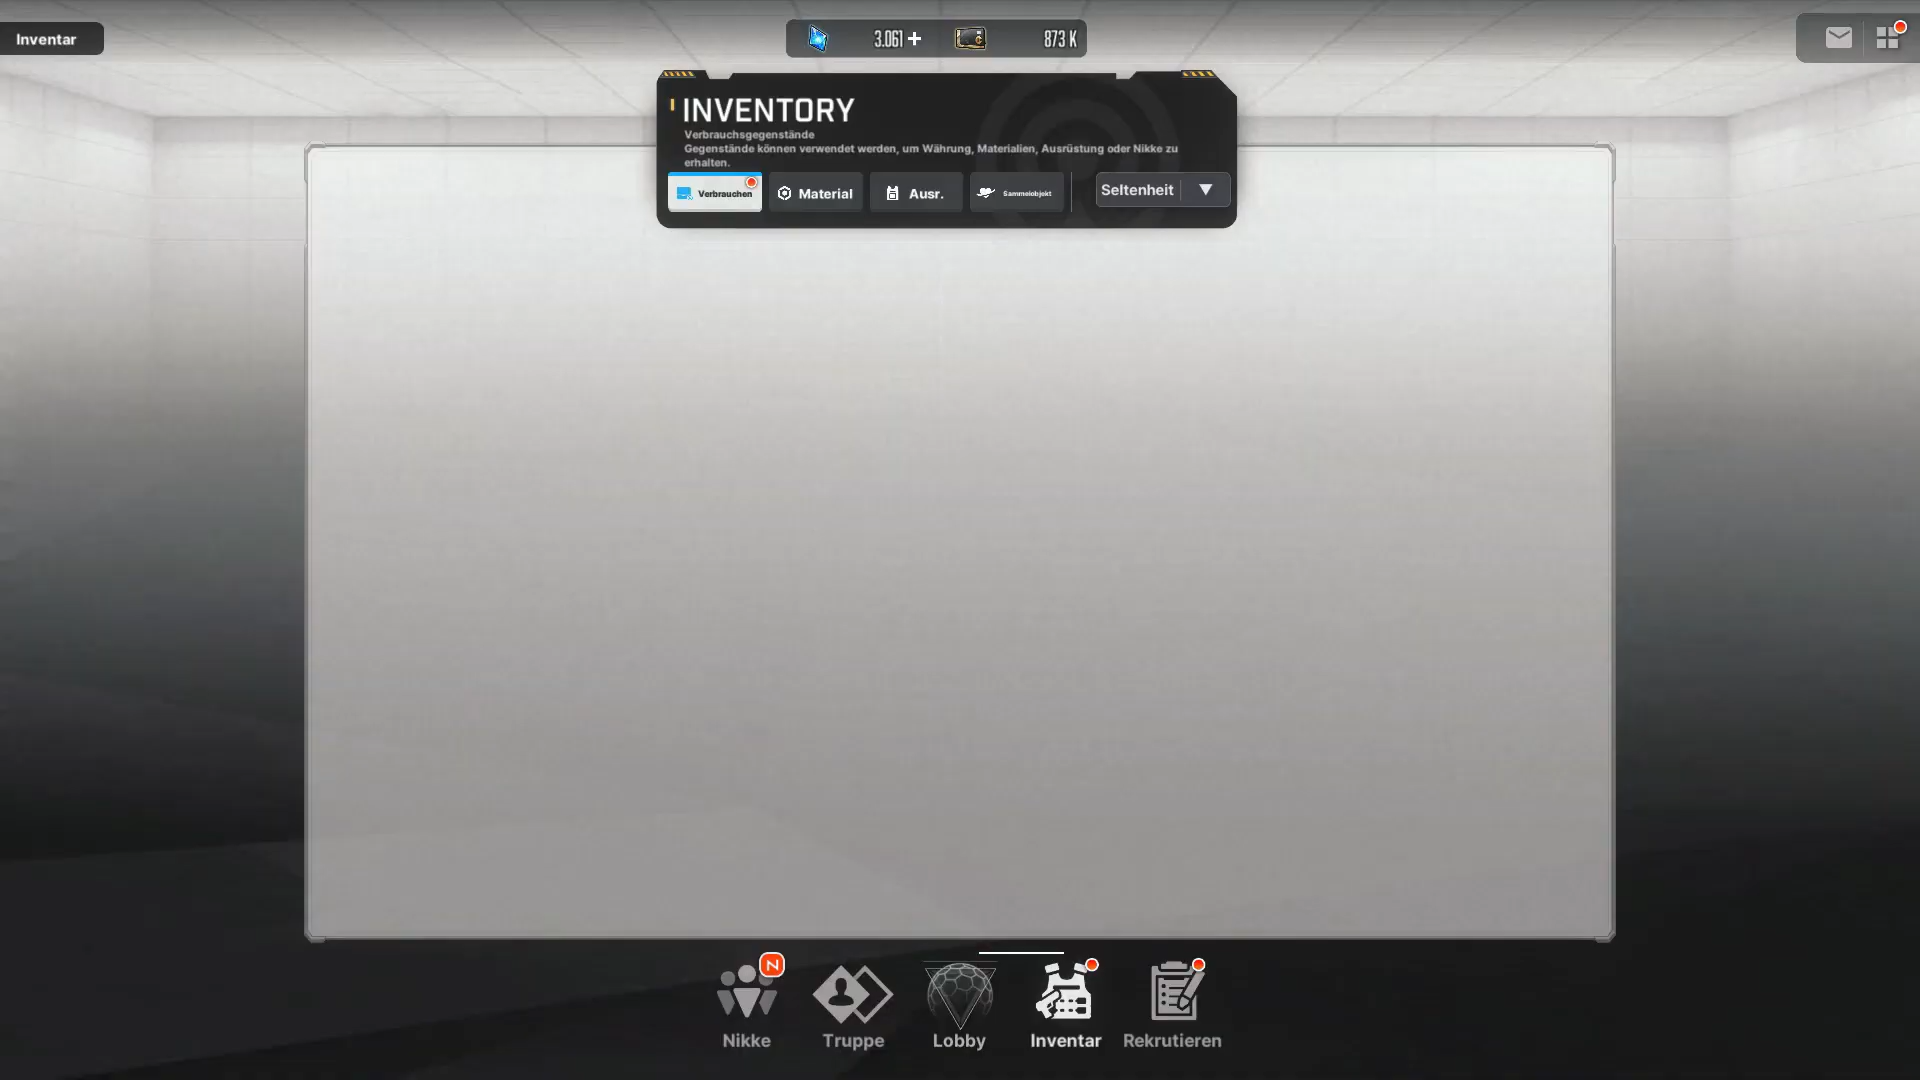 Inventar
3.061
873 K
INVENTORY
Verbrauchsgegenstände
Gegenstände können verwendet werden, um Währung, Materialien, Ausrüstung oder Nikke zu
erhalten.
Verbrauchen
Material
Ausr.
Sammelobjekt
Seltenheit
N
Nikke
Truppe
Lobby
Inventar
Rekrutieren